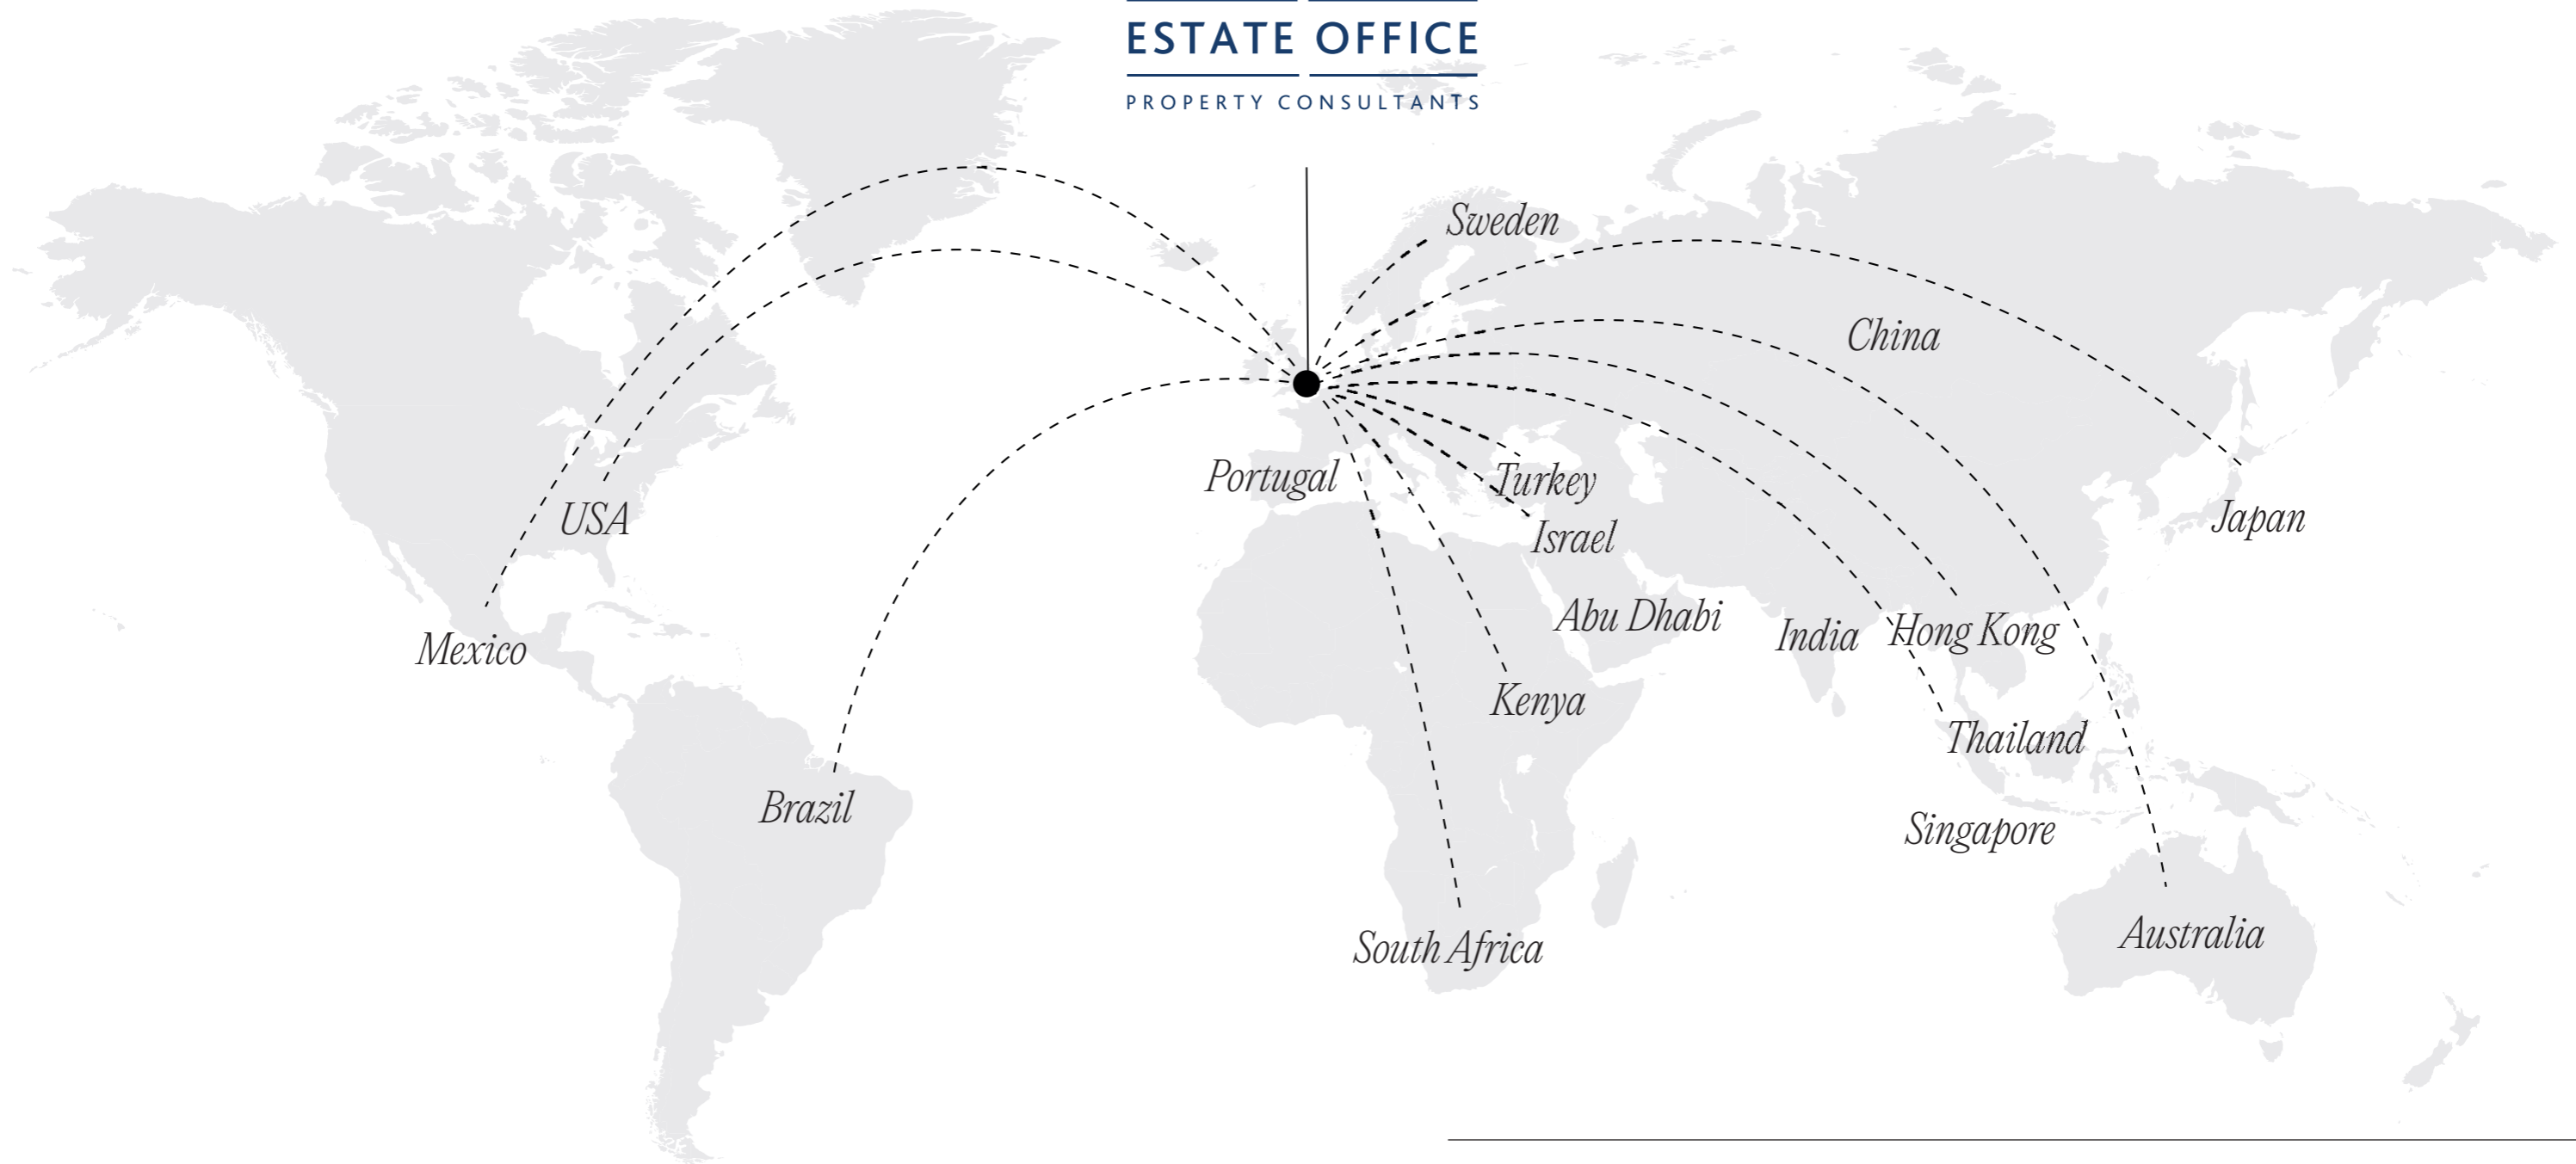 ESTATE OFFICE
PROPERTY CONSULTANTS
Sweden
China
Portugal
Turkey
USA
Japan
Israel
Abu Dhabi
India
Hong Kong
Mexico
Kenya
Thailand
Brazil
Singapore
South Africa
Australia